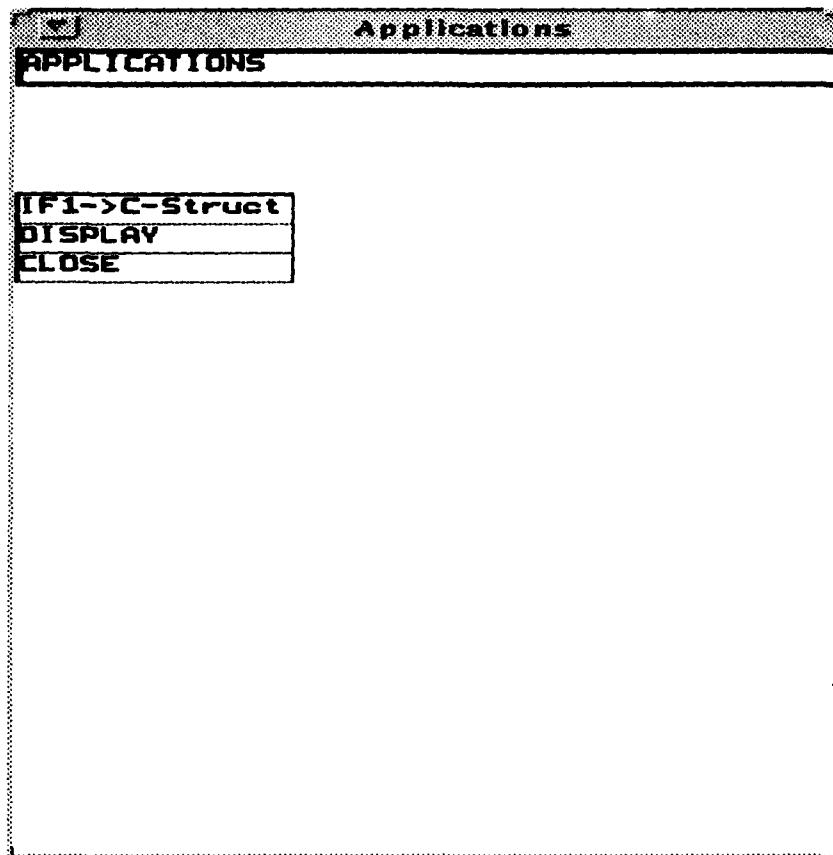 Applications
APPLICATIONS
IF1->C-Struct
DISPLAY
CLOSE